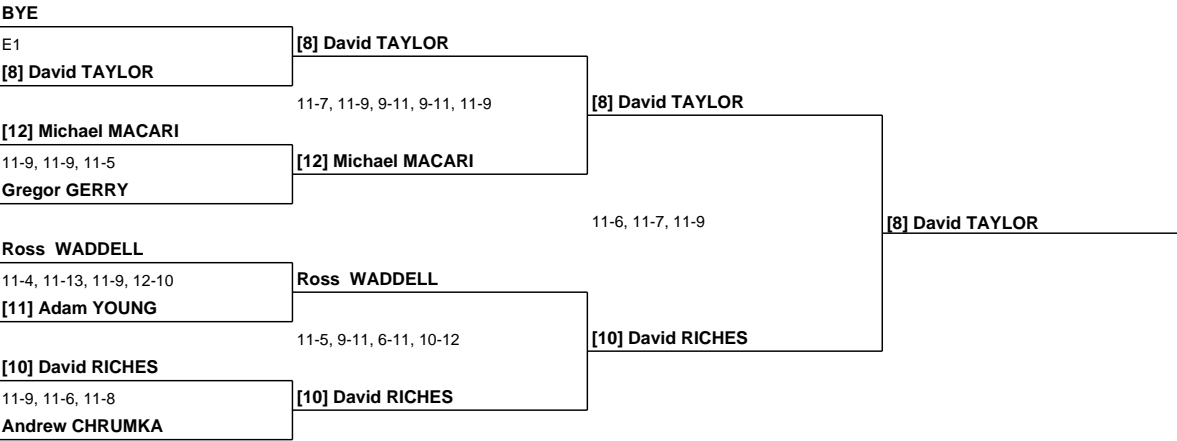 BYE
E1
[8] David TAYLOR
[8] David TAYLOR
11-7, 11-9, 9-11, 9-11, 11-9
[8] David TAYLOR
[12] Michael MACARI
11-9, 11-9, 11-5
[12] Michael MACARI
Gregor GERRY
11-6, 11-7, 11-9
[8] David TAYLOR
Ross  WADDELL
11-4, 11-13, 11-9, 12-10
Ross  WADDELL
[11] Adam YOUNG
11-5, 9-11, 6-11, 10-12
[10] David RICHES
[10] David RICHES
11-9, 11-6, 11-8
[10] David RICHES
Andrew CHRUMKA